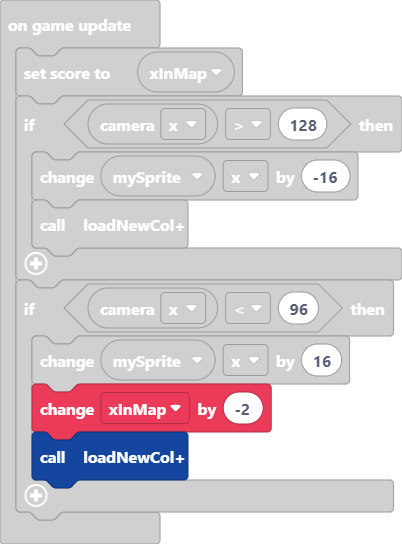 on game update
set score to xInMap
if camera x > 128 then
change mySprite x by -16
call loadNewCol+
if camera x < 96 then
change mySprite x by 16
change xInMap by -2
call loadNewCol+